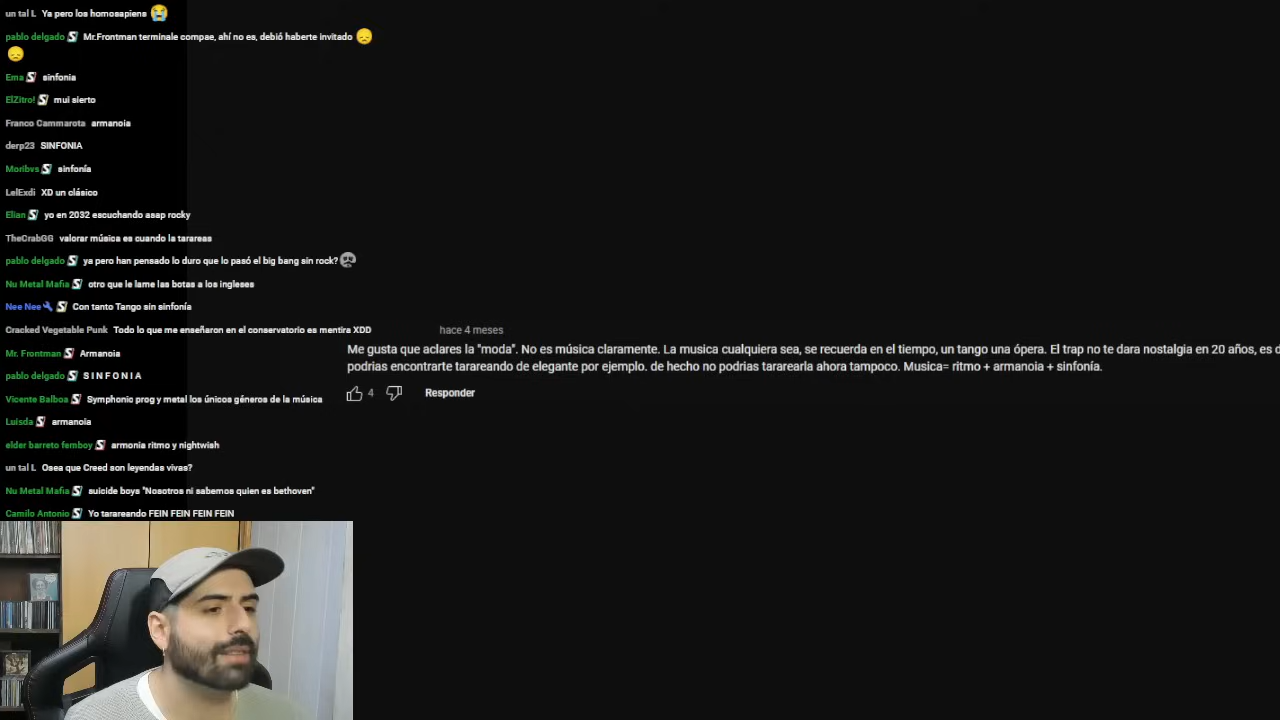 un tal L Ya pero los homosapiens 😭
pablo delgado Mr.Frontman terminale compae, ahí no es, debió haberte invitado 😞
😞
Ema sinfonia
ElZitro! mui sierto
Franco Cammarota armanoia
derp23 SINFONIA
Moribvs sinfonía
LelExdi XD un clásico
Elian yo en 2032 escuchando asap rocky
TheCrabGG valorar música es cuando la tarareas
pablo delgado ya pero han pensado lo duro que lo pasó el big bang sin rock?
Nu Metal Mafia otro que le lame las botas a los ingleses
Nee Nee Con tanto Tango sin sinfonía
Cracked Vegetable Punk Todo lo que me enseñaron en el conservatorio es mentira XDD
Mr. Frontman Armanoia
pablo delgado S I N F O N I A
Vicente Balboa Symphonic prog y metal los únicos géneros de la música
Luisda armanoia
elder barreto femboy armonia ritmo y nightwish
un tal L Osea que Creed son leyendas vivas?
Nu Metal Mafia suicide boys "Nosotros ni sabemos quien es bethoven"
Camilo Antonio Yo tarareando FEIN FEIN FEIN FEIN
hace 4 meses
Me gusta que aclares la "moda". No es música claramente. La musica cualquiera sea, se recuerda en el tiempo, un tango una ópera. El trap no te dara nostalgia en 20 años, es d
podrias encontrarte tarareando de elegante por ejemplo. de hecho no podrias tararearla ahora tampoco. Musica= ritmo + armanoia + sinfonía.
4 Responder